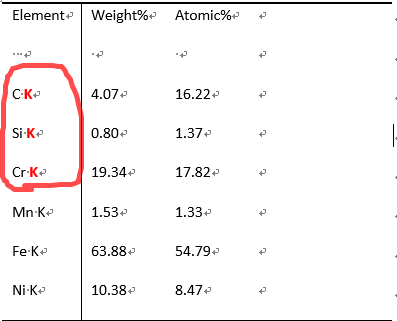 Element Weight% Atomic%
C K 4.07 16.22
Si K 0.80 1.37
Cr K 19.34 17.82
Mn K 1.53 1.33
Fe K 63.88 54.79
Ni K 10.38 8.47